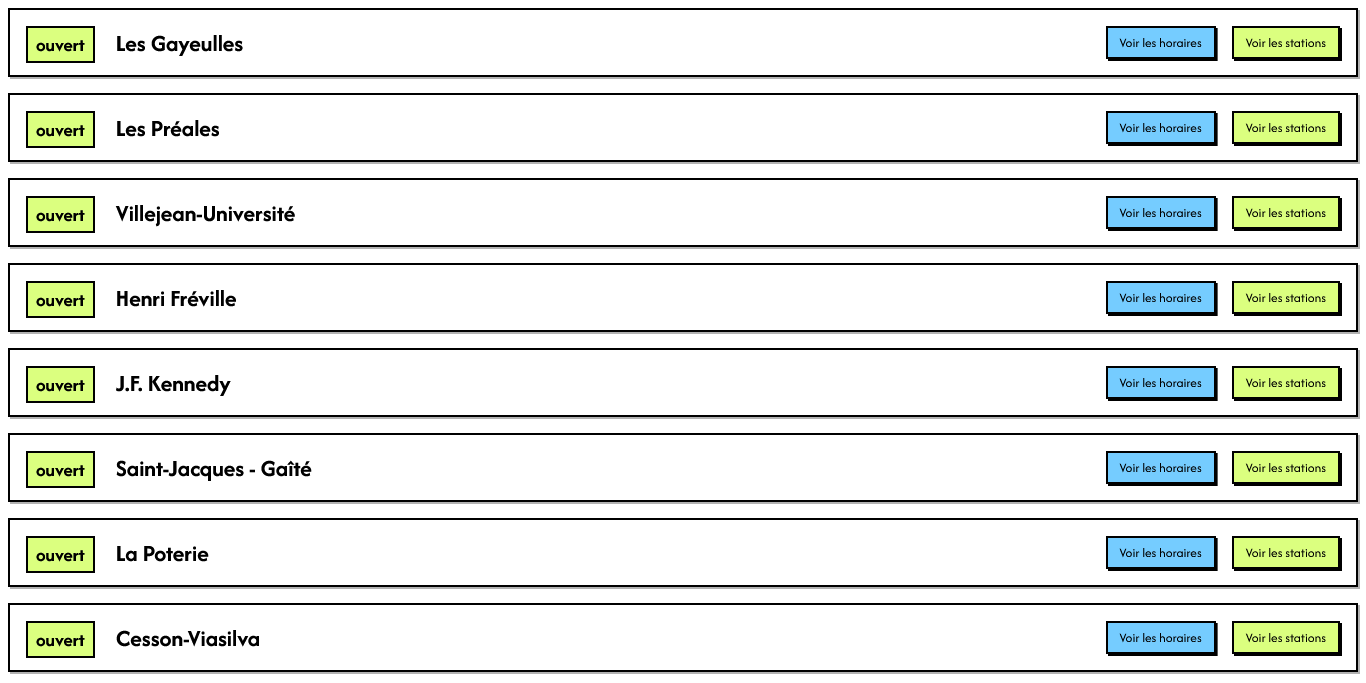 ouvert Les Gayeulles Voir les horaires Voir les stations
ouvert Les Préales Voir les horaires Voir les stations
ouvert Villejean-Université Voir les horaires Voir les stations
ouvert Henri Fréville Voir les horaires Voir les stations
ouvert J.F. Kennedy Voir les horaires Voir les stations
ouvert Saint-Jacques - Gaîté Voir les horaires Voir les stations
ouvert La Poterie Voir les horaires Voir les stations
ouvert Cesson-Viasilva Voir les horaires Voir les stations